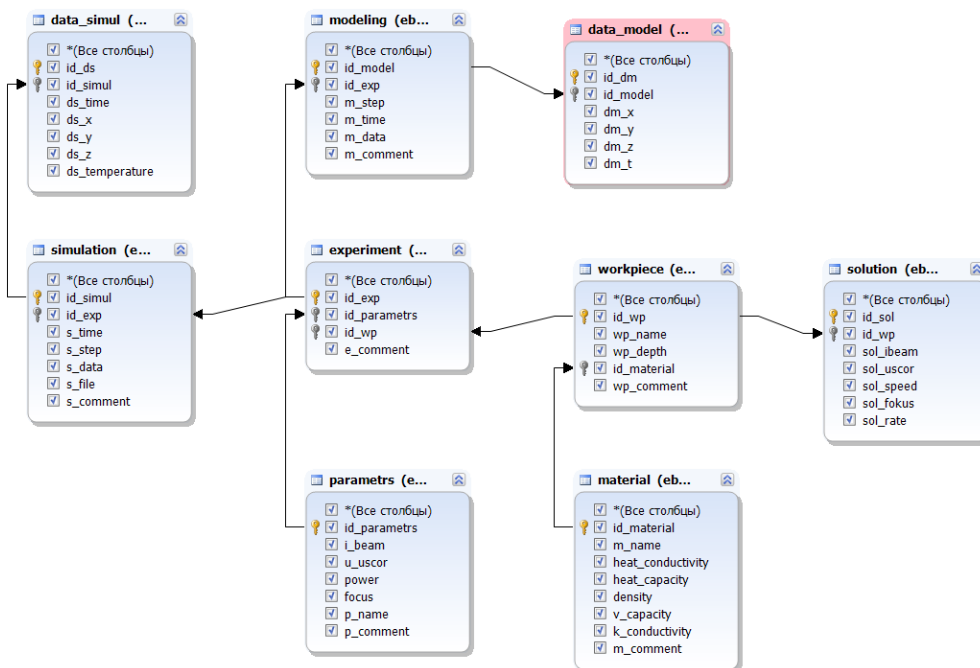 data_simul (...
*(Все столбцы)
id_ds
id_simul
ds_time
ds_x
ds_y
ds_z
ds_temperature
modeling (eb...
*(Все столбцы)
id_model
id_exp
m_step
m_time
m_data
m_comment
data_model (...
*(Все столбцы)
id_dm
id_model
dm_x
dm_y
dm_z
dm_t
simulation (e...
*(Все столбцы)
id_simul
id_exp
s_time
s_step
s_data
s_file
s_comment
experiment (...
*(Все столбцы)
id_exp
id_parametrs
id_wp
e_comment
workpiece (e...
*(Все столбцы)
id_wp
wp_name
wp_depth
id_material
wp_comment
solution (eb...
*(Все столбцы)
id_sol
id_wp
sol_ibeam
sol_uscor
sol_speed
sol_fokus
sol_rate
parametrs (e...
*(Все столбцы)
id_parametrs
i_beam
u_uscor
power
focus
p_name
p_comment
material (eb...
*(Все столбцы)
id_material
m_name
heat_conductivity
heat_capacity
density
v_capacity
k_conductivity
m_comment